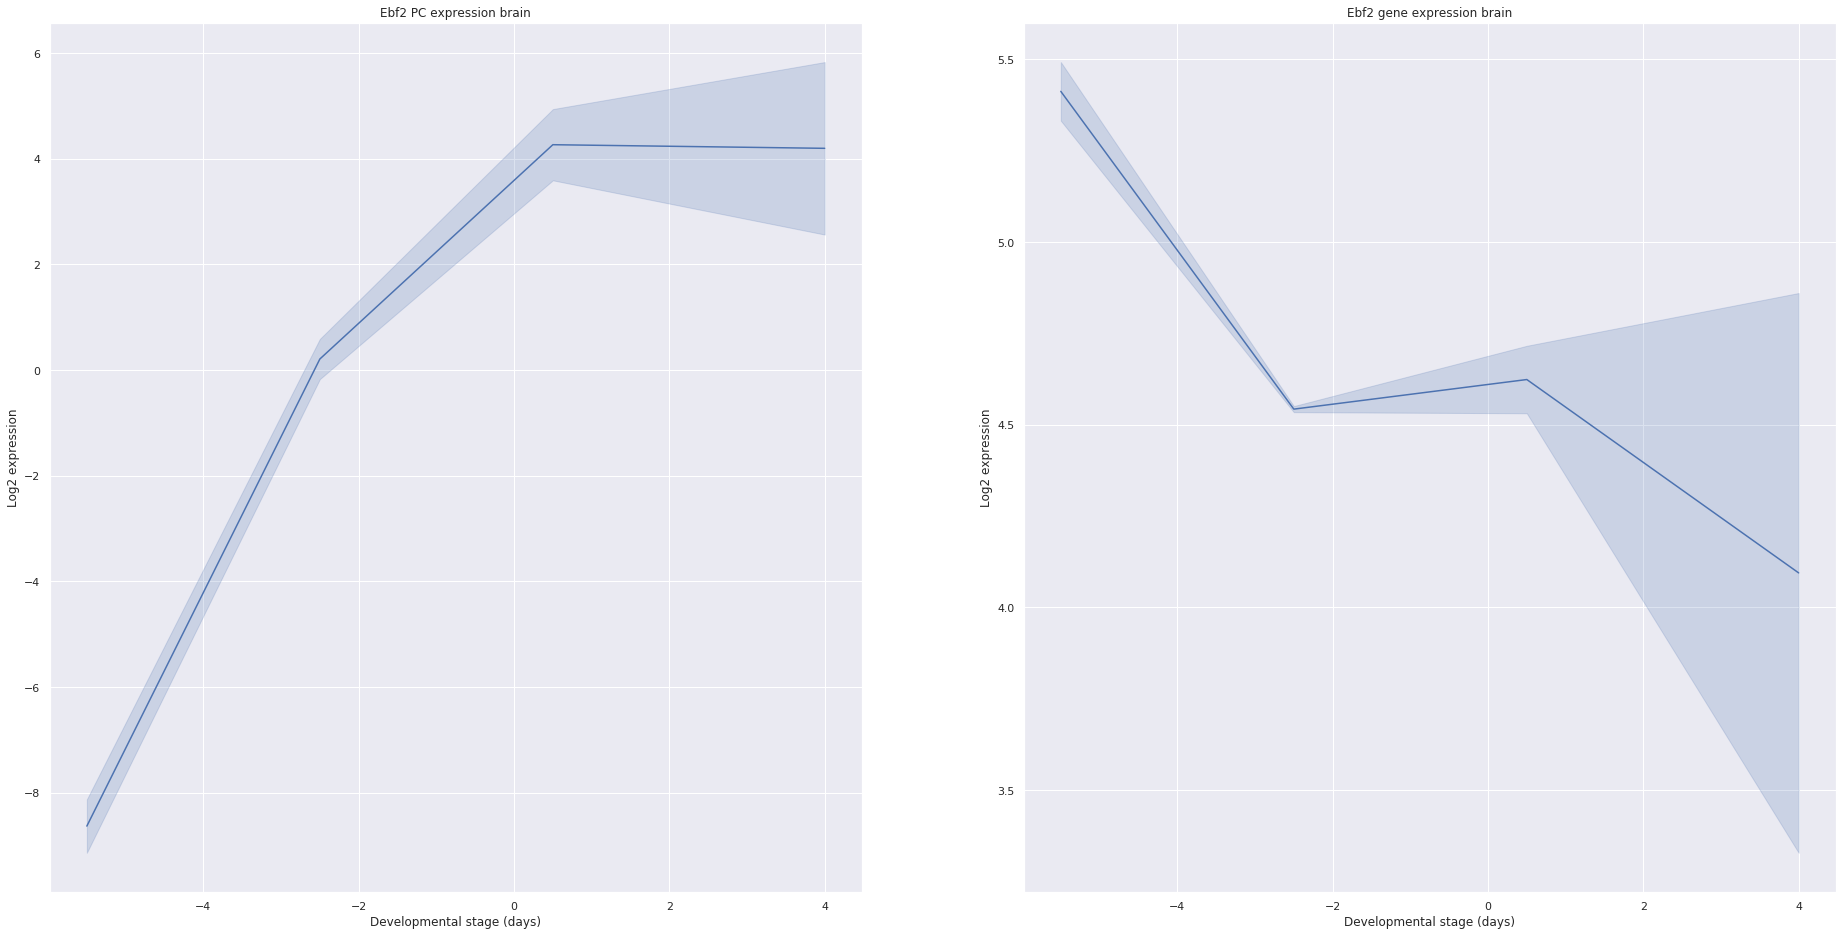 Ebf2 PC expression brain
6
4
2
0
−2
−4
−6
−8
Log2 expression
−4 −2 0 2 4
Developmental stage (days)
Ebf2 gene expression brain
5.5
5.0
4.5
4.0
3.5
Log2 expression
−4 −2 0 2 4
Developmental stage (days)